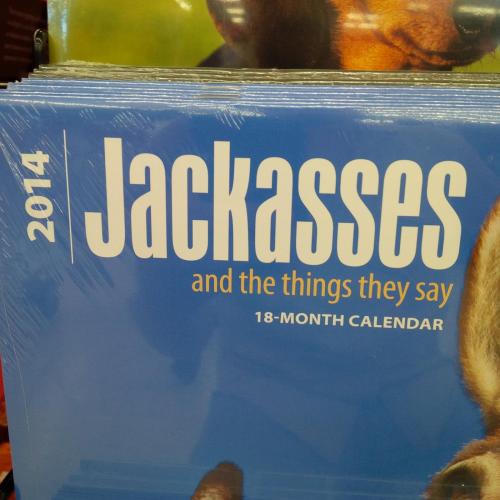 2014
Jackasses
and the things they say
18-MONTH CALENDAR